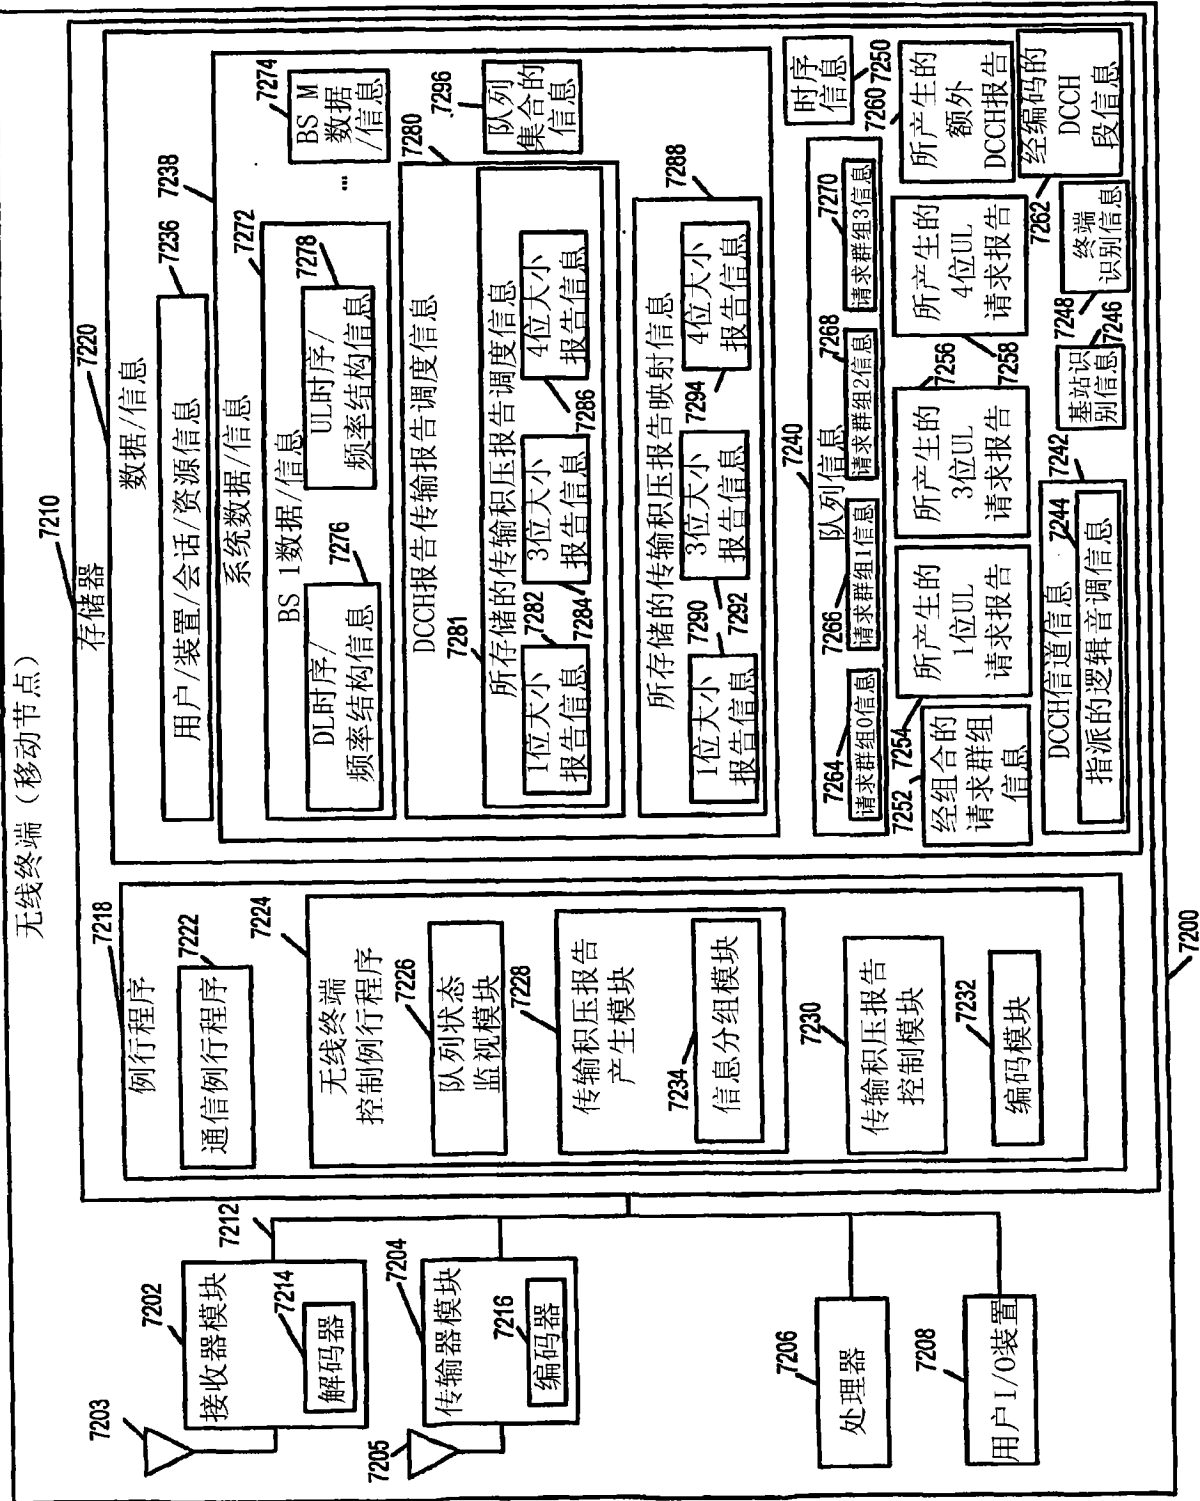 无线终端（移动节点）
7200
7203
7202
接收器模块
7214
解码器
7205
7204
传输器模块
7216
编码器
7206
处理器
7208
用户I/O装置
7212
7210
存储器
7218
例行程序
7222
通信例行程序
7224
无线终端
控制例行程序
7226
队列状态
监视模块
7228
传输积压报告
产生模块
7234
信息分组模块
7230
传输积压报告
控制模块
7232
编码模块
7220
数据/信息
7236
用户/装置/会话/资源信息
7238
系统数据/信息
7272
BS 1数据/信息
7276
DL时序/
频率结构信息
7278
UL时序/
频率结构信息
...
7274
BS M
数据/
/信息
7296
队列
集合的
信息
7280
DCCH报告传输报告调度信息
7281
所存储的传输积压报告调度信息
7282
1位大小
报告信息
7284
3位大小
报告信息
7286
4位大小
报告信息
7288
所存储的传输积压报告映射信息
7290
1位大小
报告信息
7292
3位大小
报告信息
7294
4位大小
报告信息
7250
时序
信息
7240
队列信息
7264
请求群组0信息
7266
请求群组1信息
7268
请求群组2信息
7270
请求群组3信息
7252
经组合的
请求群组
信息
7254
所产生的
1位UL
请求报告
7256
所产生的
3位UL
请求报告
7258
所产生的
4位UL
请求报告
7260
所产生的
额外
DCCH报告
7262
经编码的
DCCH
段信息
7242
DCCH信道信息
7244
指派的逻辑音调信息
7246
基站识
别信息
7248
终端
识别信息